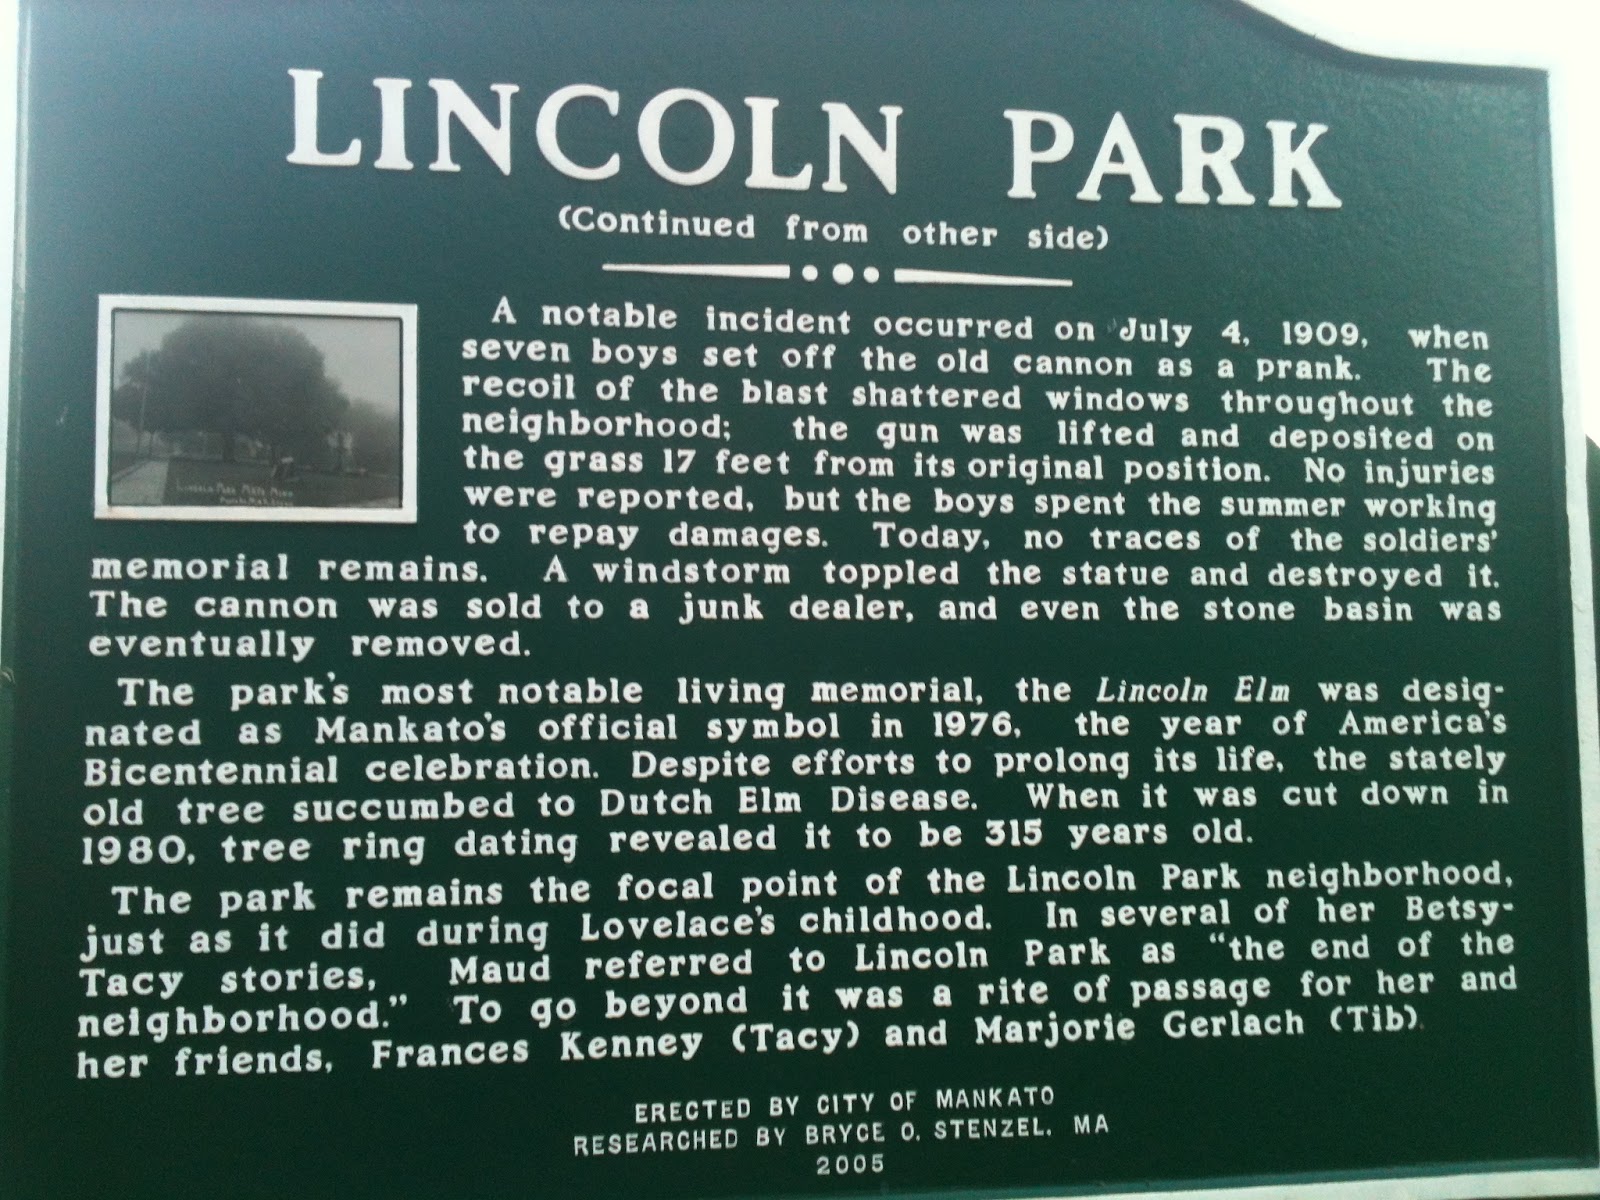 LINCOLN PARK
(Continued from other side)
A notable incident occurred on July 4, 1909, when
seven boys set off the old cannon as a prank. The
recoil of the blast shattered windows throughout the
neighborhood; the gun was lifted and deposited on
the grass 17 feet from its original position. No injuries
were reported, but the boys spent the summer working
to repay damages. Today, no traces of the soldiers'
memorial remains. A windstorm toppled the statue and destroyed it.
The cannon was sold to a junk dealer, and even the stone basin was
eventually removed.
LINCOLN PARK MINN
The park's most notable living memorial, the Lincoln Elm was desig-
nated as Mankato's official symbol in 1976, the year of America's
Bicentennial celebration. Despite efforts to prolong its life, the stately
old tree succumbed to Dutch Elm Disease. When it was cut down in
1980, tree ring dating revealed it to be 315 years old.
The park remains the focal point of the Lincoln Park neighborhood,
just as it did during Lovelace's childhood. In several of her Betsy-
Tacy stories, Maud referred to Lincoln Park as "the end of the
neighborhood." To go beyond it was a rite of passage for her and
her friends, Frances Kenney (Tacy) and Marjorie Gerlach (Tib).
ERECTED BY CITY OF MANKATO
RESEARCHED BY BRYCE O. STENZEL, MA
2005